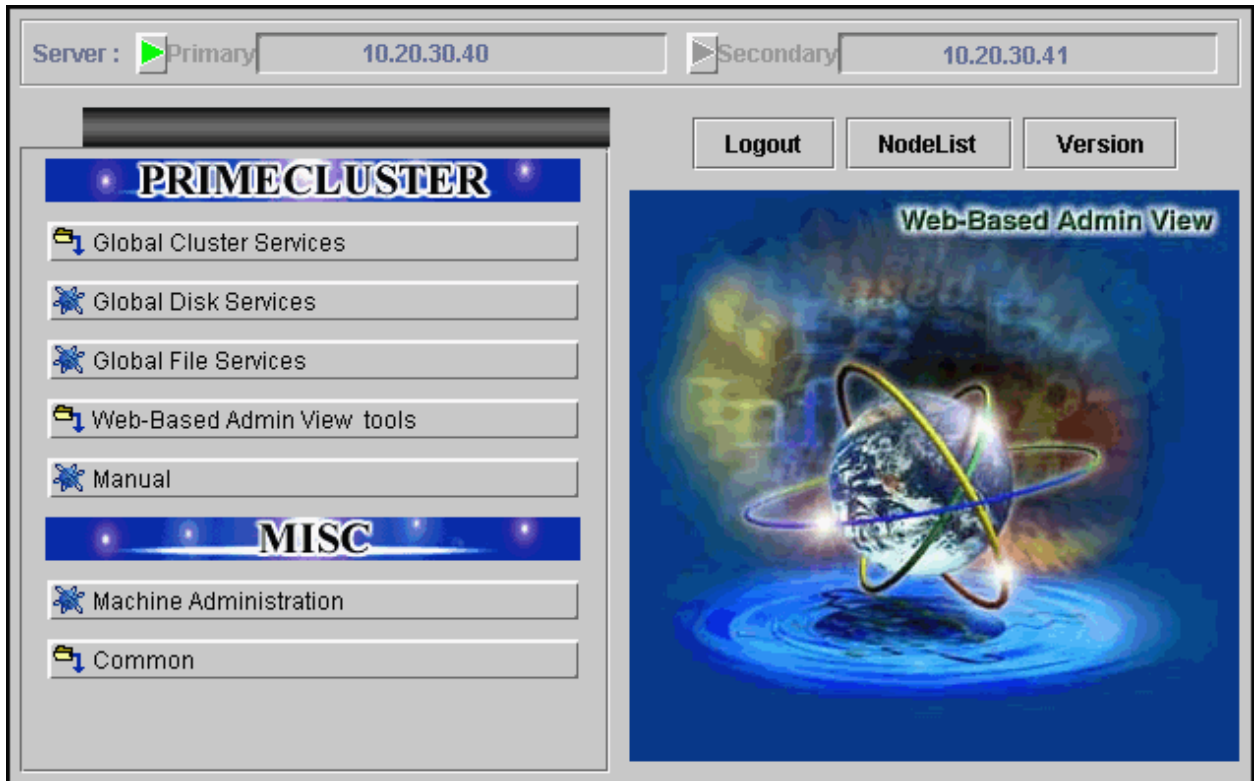 Server : Primary 10.20.30.40 Secondary 10.20.30.41
Logout NodeList Version
PRIMECLUSTER
Global Cluster Services
Global Disk Services
Global File Services
Web-Based Admin View tools
Manual
MISC
Machine Administration
Common
Web-Based Admin View